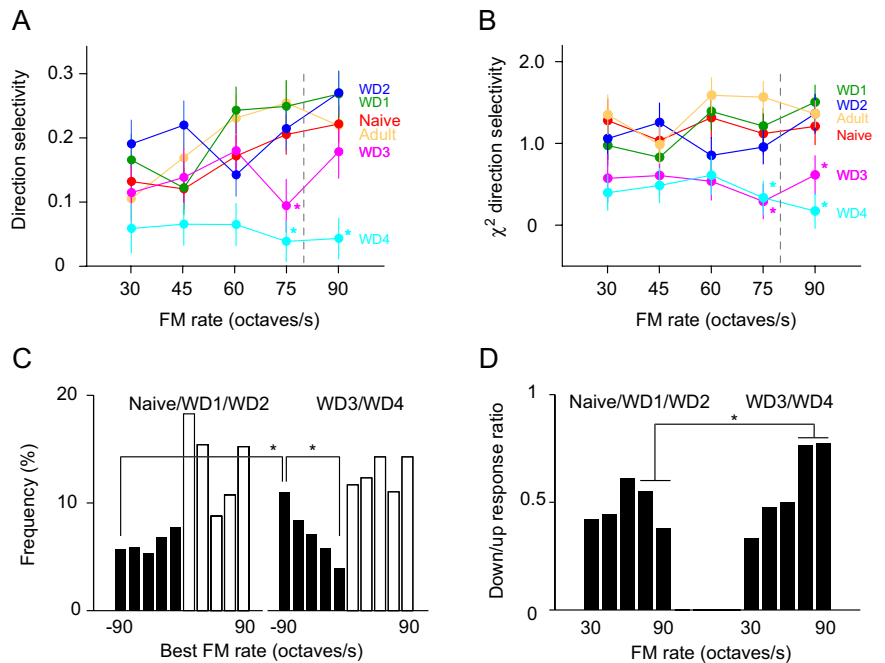 A
Direction selectivity
0.3
0.2
0.1
0
WD2
WD1
Naive
Adult
WD3
*
*
*
WD4
30 45 60 75 90
FM rate (octaves/s)
B
χ² direction selectivity
2.0
1.0
0
WD1
WD2
Adult
Naive
*
WD3
*
*
*
WD4
30 45 60 75 90
FM rate (octaves/s)
C
Frequency (%)
20
10
0
Naive/WD1/WD2 WD3/WD4
* *
-90 90 -90 90
Best FM rate (octaves/s)
D
Down/up response ratio
1
0.5
0
Naive/WD1/WD2 WD3/WD4
*
30 90 30 90
FM rate (octaves/s)